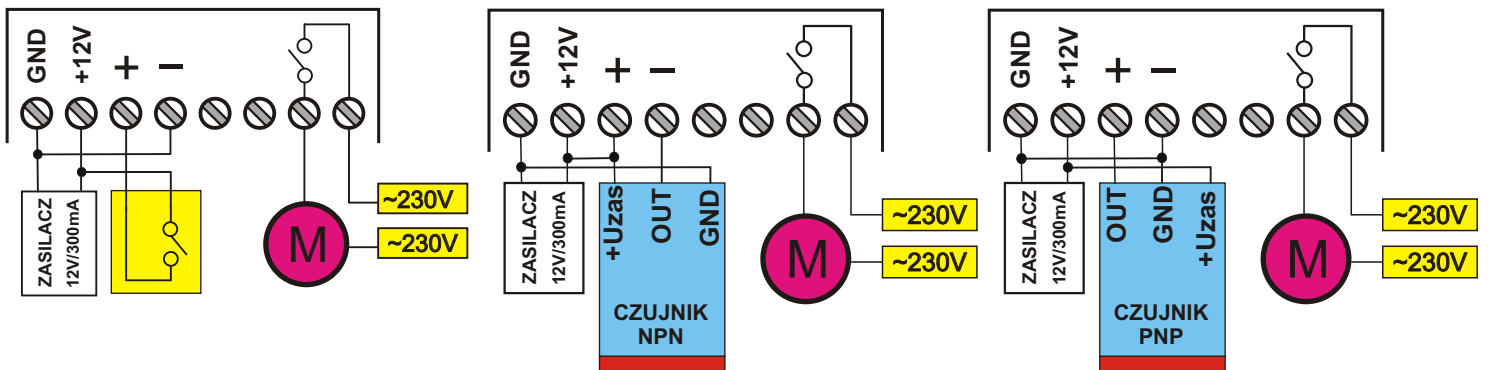 GND +12V + −
ZASILACZ
12V/300mA
M
~230V
~230V
GND +12V + −
ZASILACZ
12V/300mA
+Uzas OUT GND
CZUJNIK
NPN
M
~230V
~230V
GND +12V + −
ZASILACZ
12V/300mA
OUT GND +Uzas
CZUJNIK
PNP
M
~230V
~230V